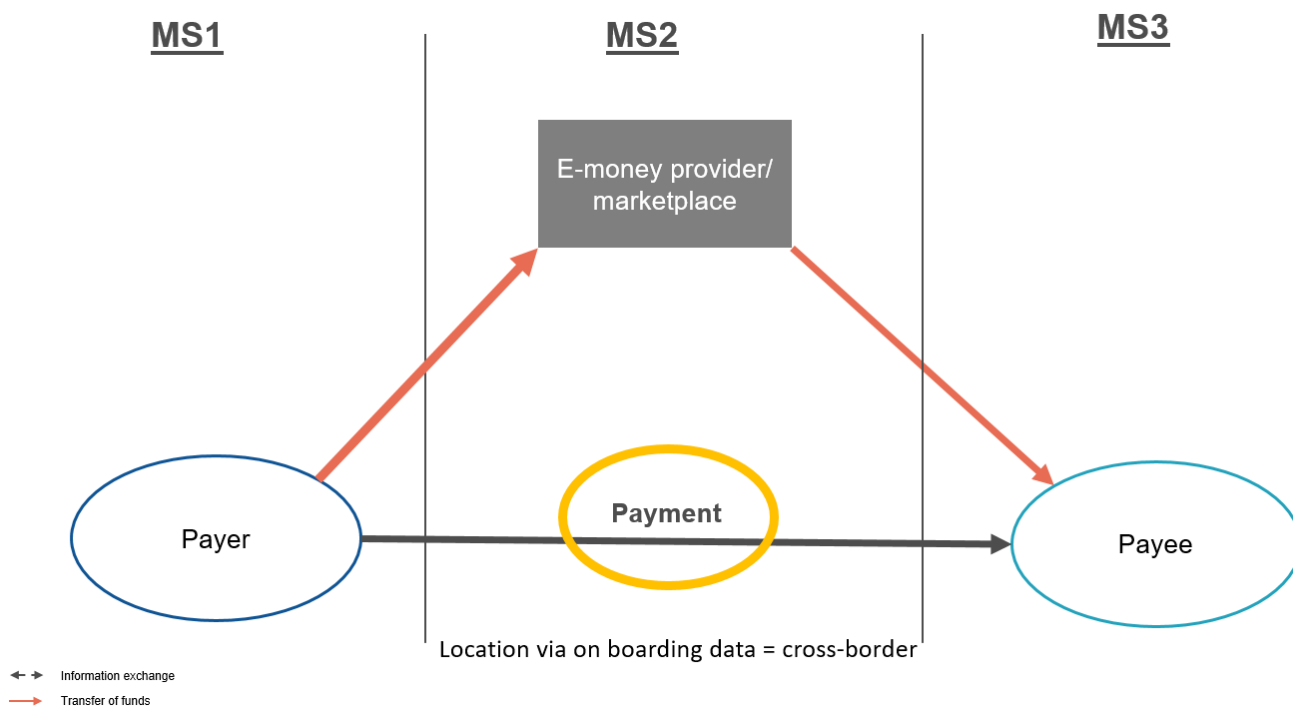 MS1
MS2
MS3
E-money provider/
marketplace
Payment
Payer
Payee
Location via on boarding data = cross-border
Information exchange
Transfer of funds